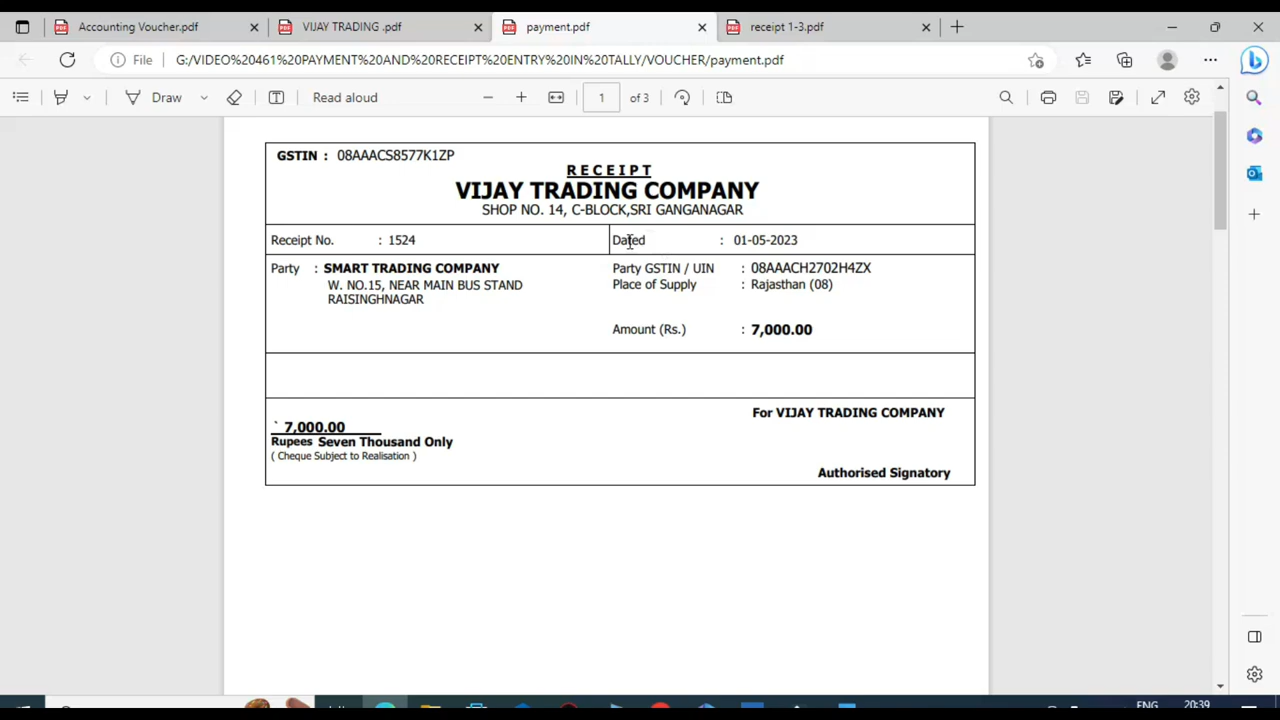 Accounting Voucher.pdf
VIJAY TRADING .pdf
payment.pdf
receipt 1-3.pdf
File G:/VIDEO%20461%20PAYMENT%20AND%20RECEIPT%20ENTRY%20IN%20TALLY/VOUCHER/payment.pdf
Draw Read aloud 1 of 3
GSTIN : 08AAACS8577K1ZP
RECEIPT
VIJAY TRADING COMPANY
SHOP NO. 14, C-BLOCK,SRI GANGANAGAR
Receipt No. : 1524 Dated : 01-05-2023
Party : SMART TRADING COMPANY Party GSTIN / UIN : 08AAACH2702H4ZX
W. NO.15, NEAR MAIN BUS STAND Place of Supply : Rajasthan (08)
RAISINGHNAGAR
Amount (Rs.) : 7,000.00
For VIJAY TRADING COMPANY
` 7,000.00
Rupees Seven Thousand Only
( Cheque Subject to Realisation )
Authorised Signatory
ENG 20:39